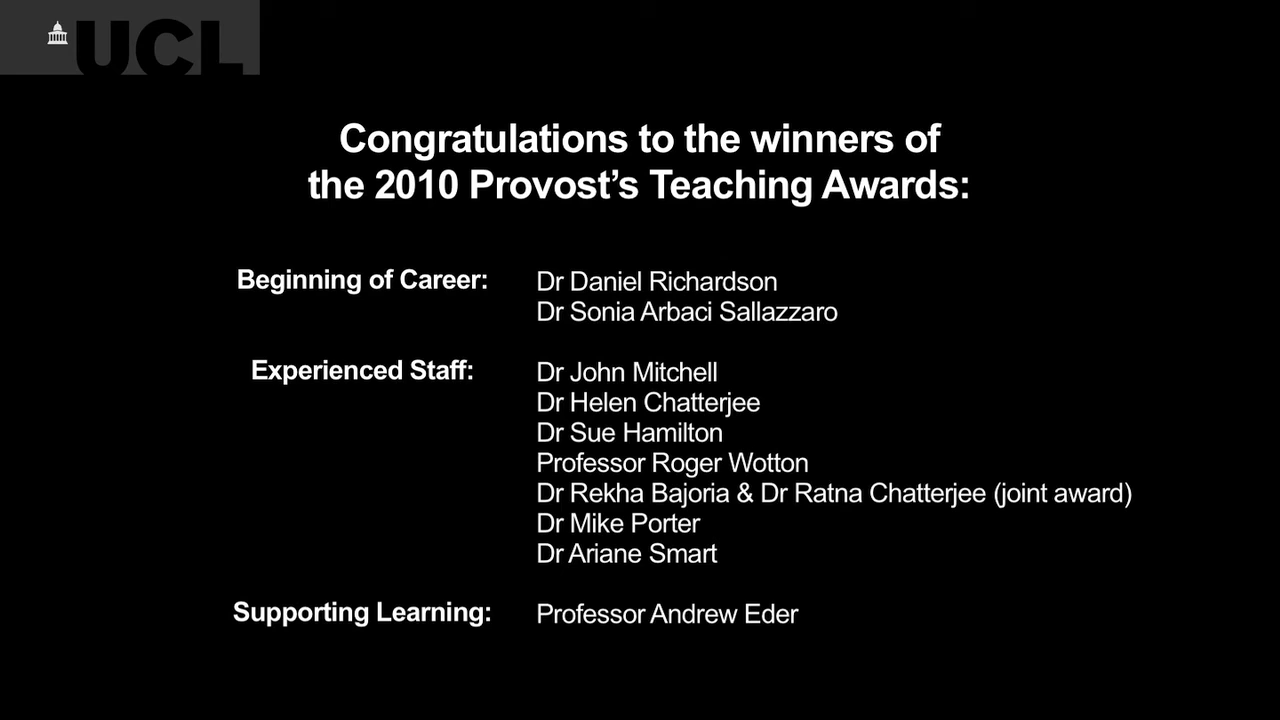 UCL
Congratulations to the winners of
the 2010 Provost’s Teaching Awards:
Beginning of Career: Dr Daniel Richardson
Dr Sonia Arbaci Sallazzaro
Experienced Staff: Dr John Mitchell
Dr Helen Chatterjee
Dr Sue Hamilton
Professor Roger Wotton
Dr Rekha Bajoria & Dr Ratna Chatterjee (joint award)
Dr Mike Porter
Dr Ariane Smart
Supporting Learning: Professor Andrew Eder